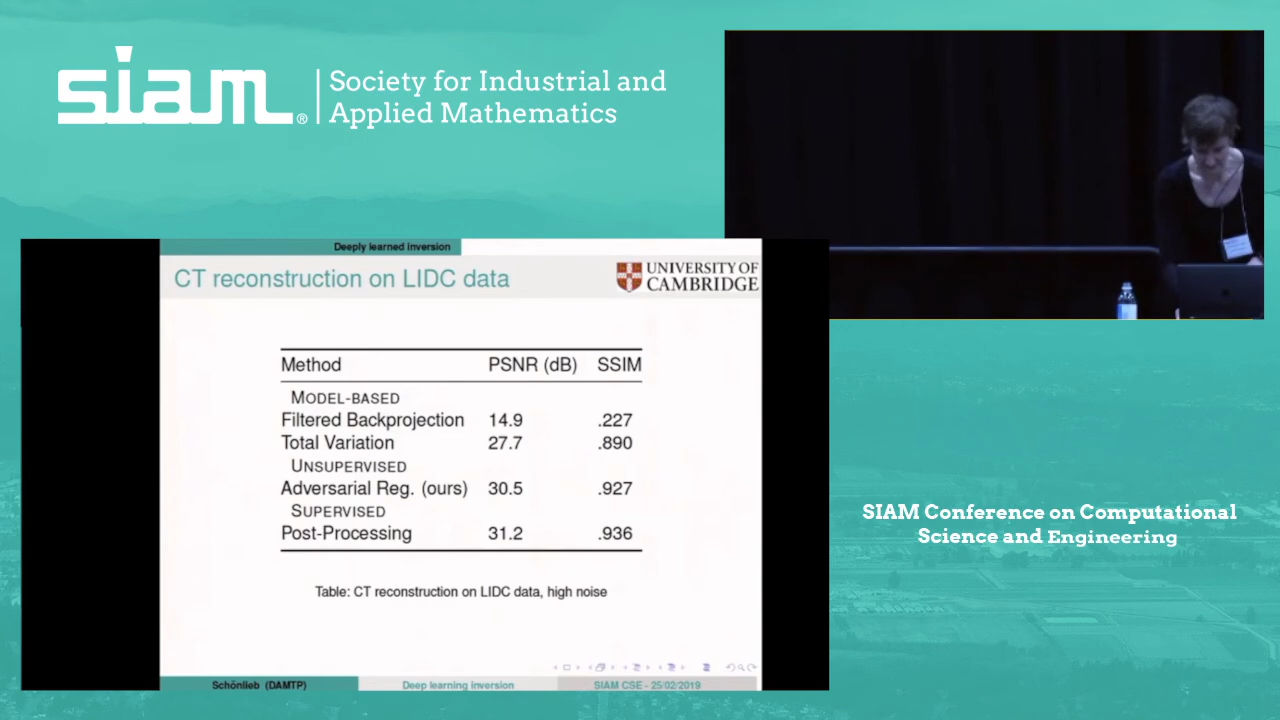 siam®
Society for Industrial and
Applied Mathematics
Deeply learned inversion
CT reconstruction on LIDC data
UNIVERSITY OF
CAMBRIDGE
Method PSNR (dB) SSIM
MODEL-BASED
Filtered Backprojection 14.9 .227
Total Variation 27.7 .890
UNSUPERVISED
Adversarial Reg. (ours) 30.5 .927
SUPERVISED
Post-Processing 31.2 .936
Table: CT reconstruction on LIDC data, high noise
Schönlieb (DAMTP) Deep learning inversion SIAM CSE - 25/02/2019
SIAM Conference on Computational
Science and Engineering